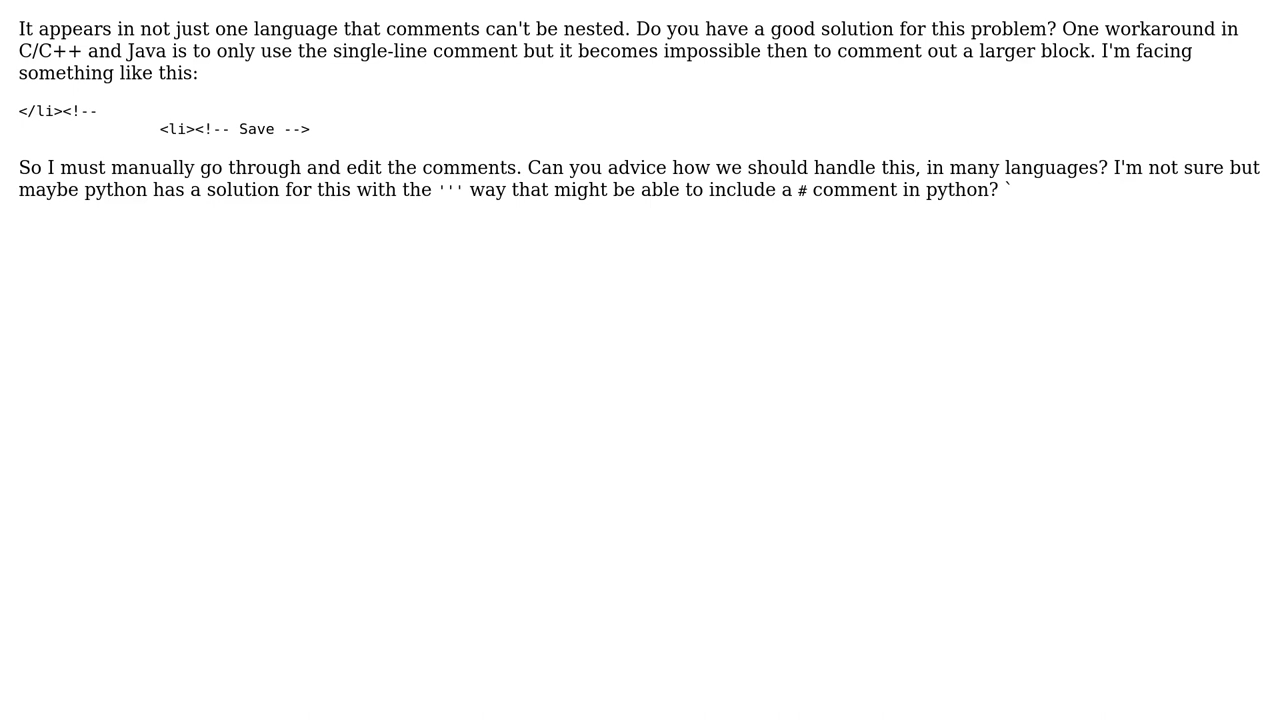 It appears in not just one language that comments can't be nested. Do you have a good solution for this problem? One workaround in
C/C++ and Java is to only use the single-line comment but it becomes impossible then to comment out a larger block. I'm facing
something like this:
</li><!--
<li><!-- Save -->
So I must manually go through and edit the comments. Can you advice how we should handle this, in many languages? I'm not sure but
maybe python has a solution for this with the ''' way that might be able to include a # comment in python? `